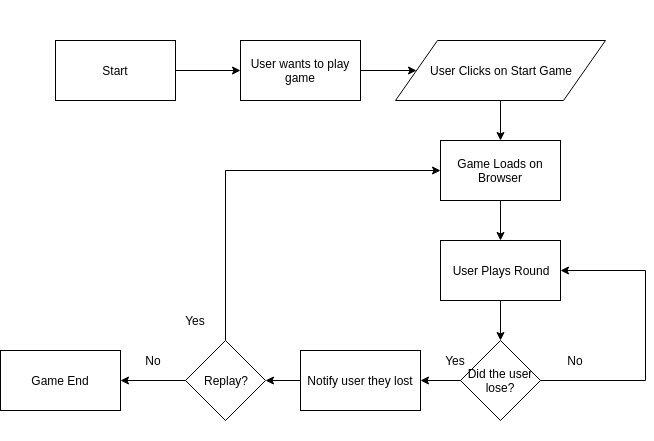 Start
User wants to play
game
User Clicks on Start Game
Game Loads on
Browser
User Plays Round
Yes
No
Yes
No
Game End
Replay?
Notify user they lost
Did the user
lose?